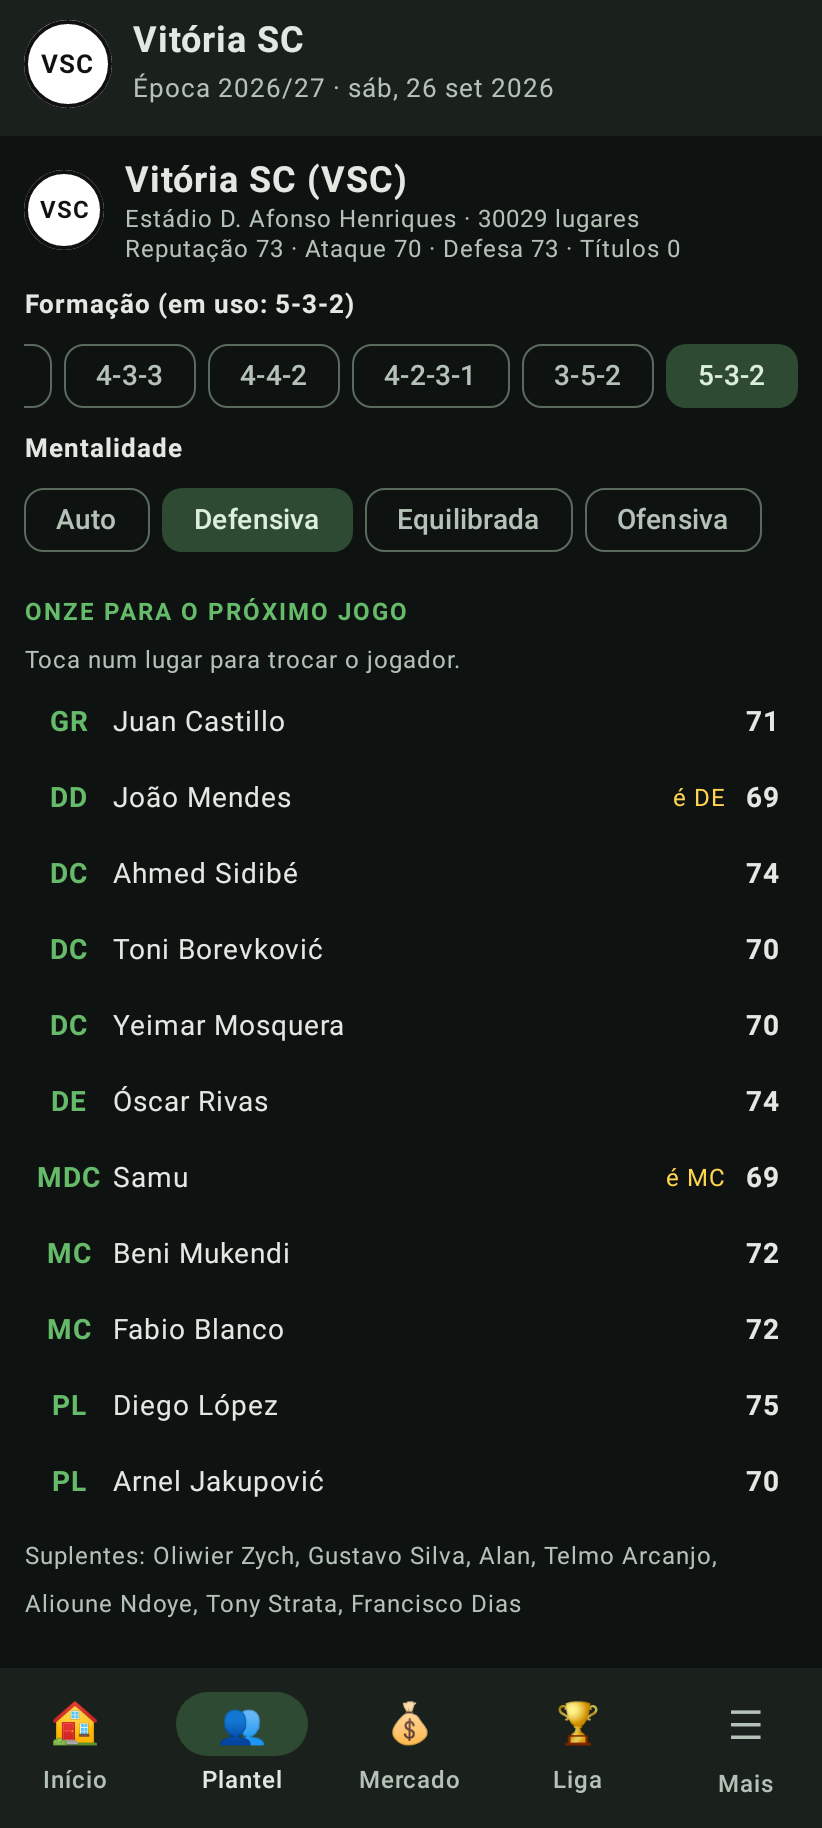 VSC
Vitória SC
Época 2026/27 · sáb, 26 set 2026
VSC
Vitória SC (VSC)
Estádio D. Afonso Henriques · 30029 lugares
Reputação 73 · Ataque 70 · Defesa 73 · Títulos 0
Formação (em uso: 5-3-2)
4-3-3 4-4-2 4-2-3-1 3-5-2 5-3-2
Mentalidade
Auto Defensiva Equilibrada Ofensiva
ONZE PARA O PRÓXIMO JOGO
Toca num lugar para trocar o jogador.
GR Juan Castillo 71
DD João Mendes é DE 69
DC Ahmed Sidibé 74
DC Toni Borevković 70
DC Yeimar Mosquera 70
DE Óscar Rivas 74
MDC Samu é MC 69
MC Beni Mukendi 72
MC Fabio Blanco 72
PL Diego López 75
PL Arnel Jakupović 70
Suplentes: Oliwier Zych, Gustavo Silva, Alan, Telmo Arcanjo,
Alioune Ndoye, Tony Strata, Francisco Dias
Início Plantel Mercado Liga Mais